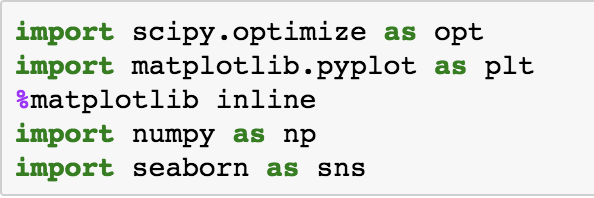 import scipy.optimize as opt
import matplotlib.pyplot as plt
%matplotlib inline
import numpy as np
import seaborn as sns